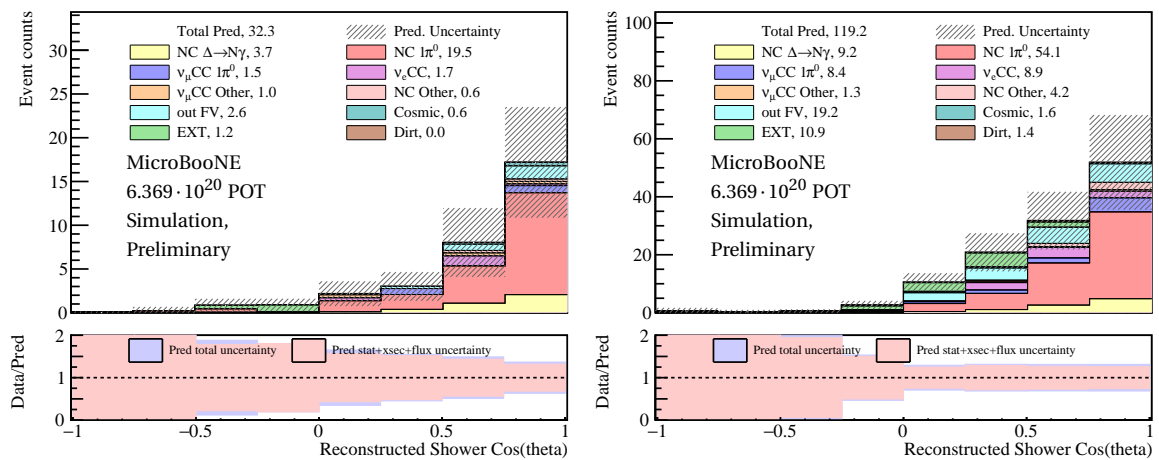 Event counts
Total Pred, 32.3
Pred. Uncertainty
NC Δ→Nγ, 3.7
NC 1π⁰, 19.5
ν_μCC 1π⁰, 1.5
ν_eCC, 1.7
ν_μCC Other, 1.0
NC Other, 0.6
out FV, 2.6
Cosmic, 0.6
EXT, 1.2
Dirt, 0.0
MicroBooNE
6.369·10²⁰ POT
Simulation,
Preliminary
30
25
20
15
10
5
0
Data/Pred
2
1
0
Pred total uncertainty
Pred stat+xsec+flux uncertainty
−1
−0.5
0
0.5
1
Reconstructed Shower Cos(theta)
Event counts
Total Pred, 119.2
Pred. Uncertainty
NC Δ→Nγ, 9.2
NC 1π⁰, 54.1
ν_μCC 1π⁰, 8.4
ν_eCC, 8.9
ν_μCC Other, 1.3
NC Other, 4.2
out FV, 19.2
Cosmic, 1.6
EXT, 10.9
Dirt, 1.4
MicroBooNE
6.369·10²⁰ POT
Simulation,
Preliminary
100
80
60
40
20
0
Data/Pred
2
1
0
Pred total uncertainty
Pred stat+xsec+flux uncertainty
−1
−0.5
0
0.5
1
Reconstructed Shower Cos(theta)